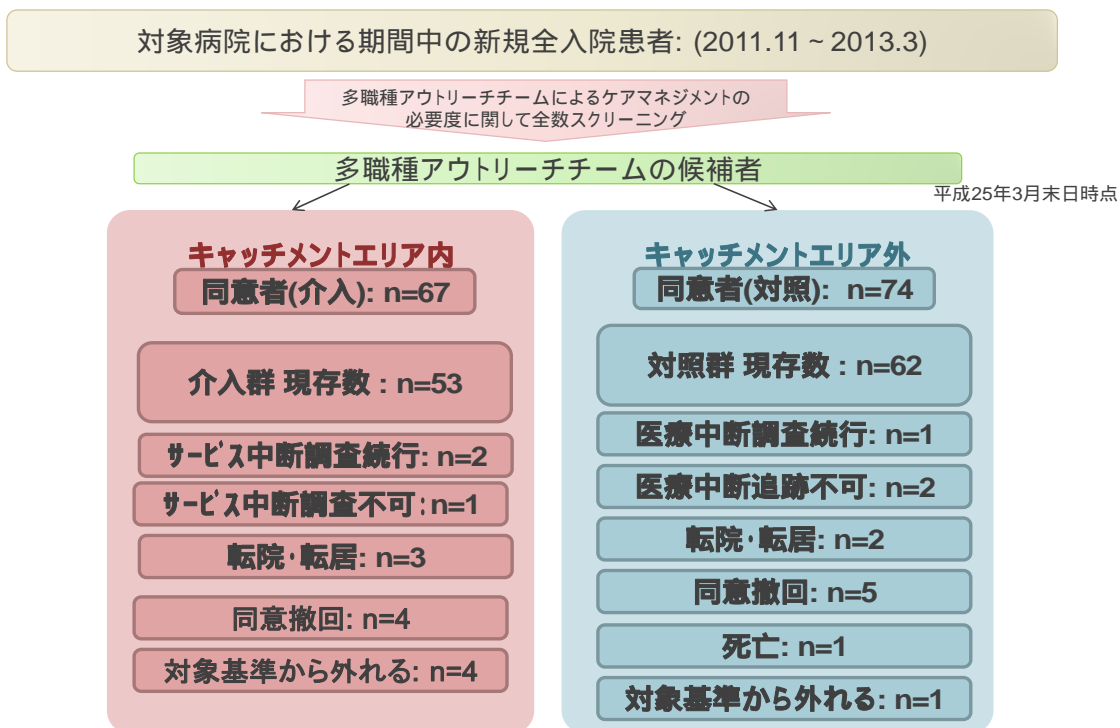 対象病院における期間中の新規全入院患者: (2011.11 ~ 2013.3)
多職種アウトリーチチームによるケアマネジメントの
必要度に関して全数スクリーニング
多職種アウトリーチチームの候補者
平成25年3月末日時点
キャッチメントエリア内
同意者(介入): n=67
介入群 現存数 : n=53
サービス中断調査続行: n=2
サービス中断調査不可: n=1
転院・転居: n=3
同意撤回: n=4
対象基準から外れる: n=4
キャッチメントエリア外
同意者(対照): n=74
対照群 現存数 : n=62
医療中断調査続行: n=1
医療中断追跡不可: n=2
転院・転居: n=2
同意撤回: n=5
死亡: n=1
対象基準から外れる: n=1